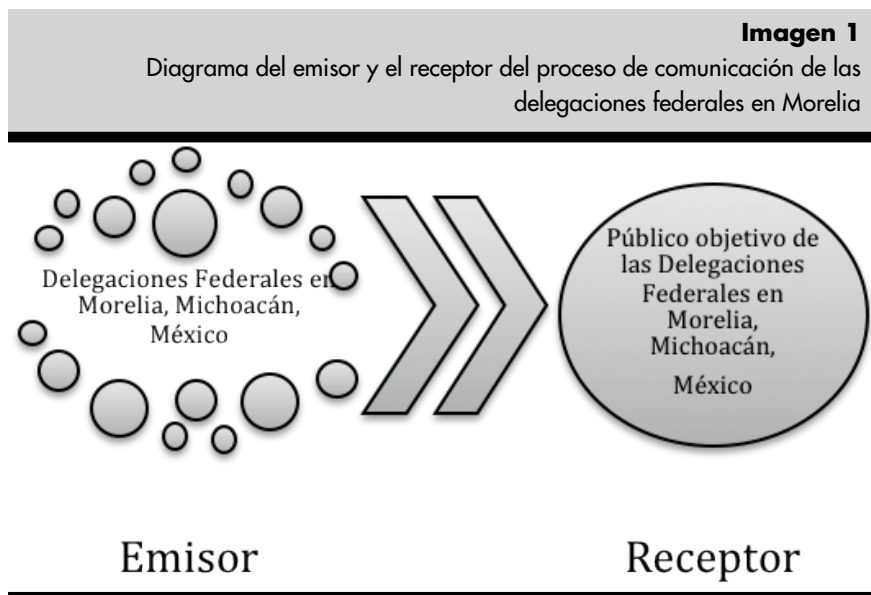 Imagen 1
Diagrama del emisor y el receptor del proceso de comunicación de las
delegaciones federales en Morelia
Delegaciones Federales en
Morelia, Michoacán,
México
Público objetivo de
las Delegaciones
Federales en
Morelia,
Michoacán,
México
Emisor
Receptor